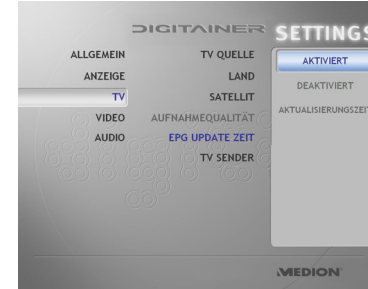 DIGITAINER
SETTINGS
ALLGEMEIN
ANZEIGE
TV
VIDEO
AUDIO
TV QUELLE
LAND
SATELLIT
AUFNAHMEQUALITÄT
EPG UPDATE ZEIT
TV SENDER
AKTIVIERT
DEAKTIVIERT
AKTUALISIERUNGSZEIT
MEDION